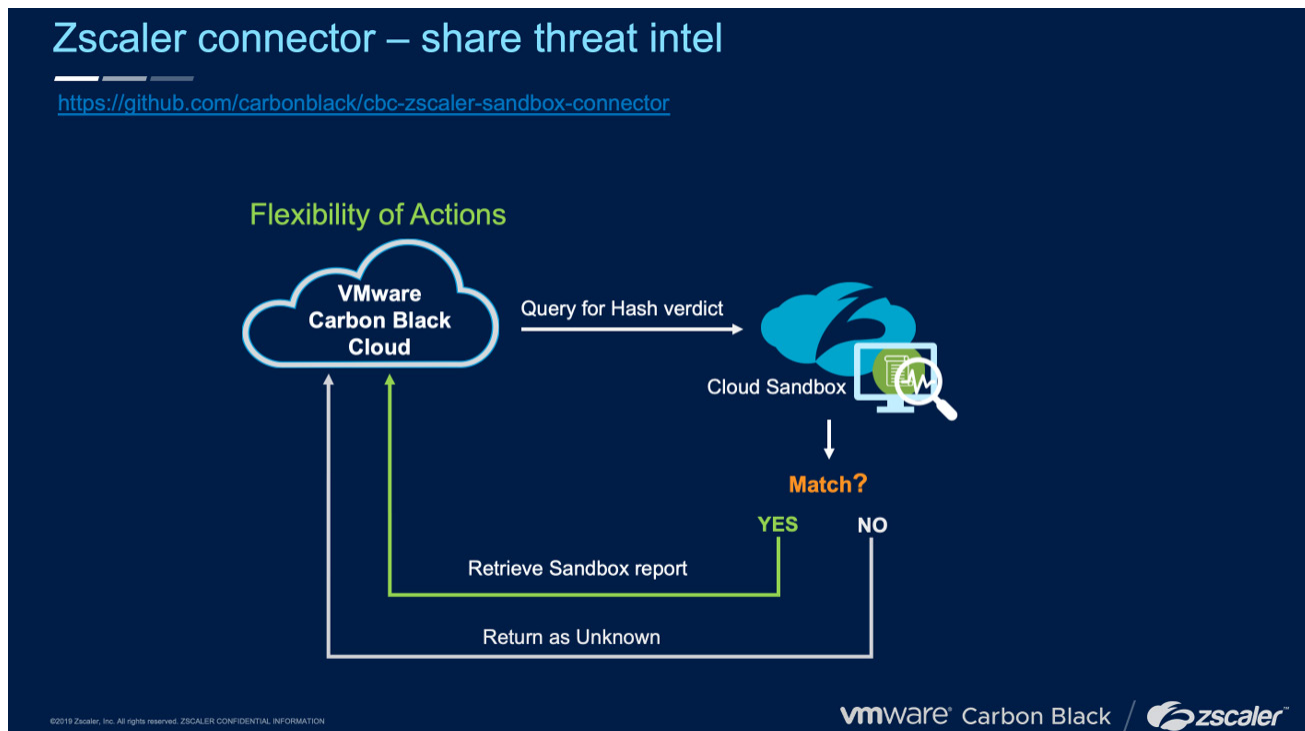 Zscaler connector – share threat intel
https://github.com/carbonblack/cbc-zscaler-sandbox-connector
Flexibility of Actions
VMware
Carbon Black
Cloud
Query for Hash verdict
Cloud Sandbox
Match?
YES
NO
Retrieve Sandbox report
Return as Unknown
©2019 Zscaler, Inc. All rights reserved. ZSCALER CONFIDENTIAL INFORMATION
vmware® Carbon Black / zscaler™